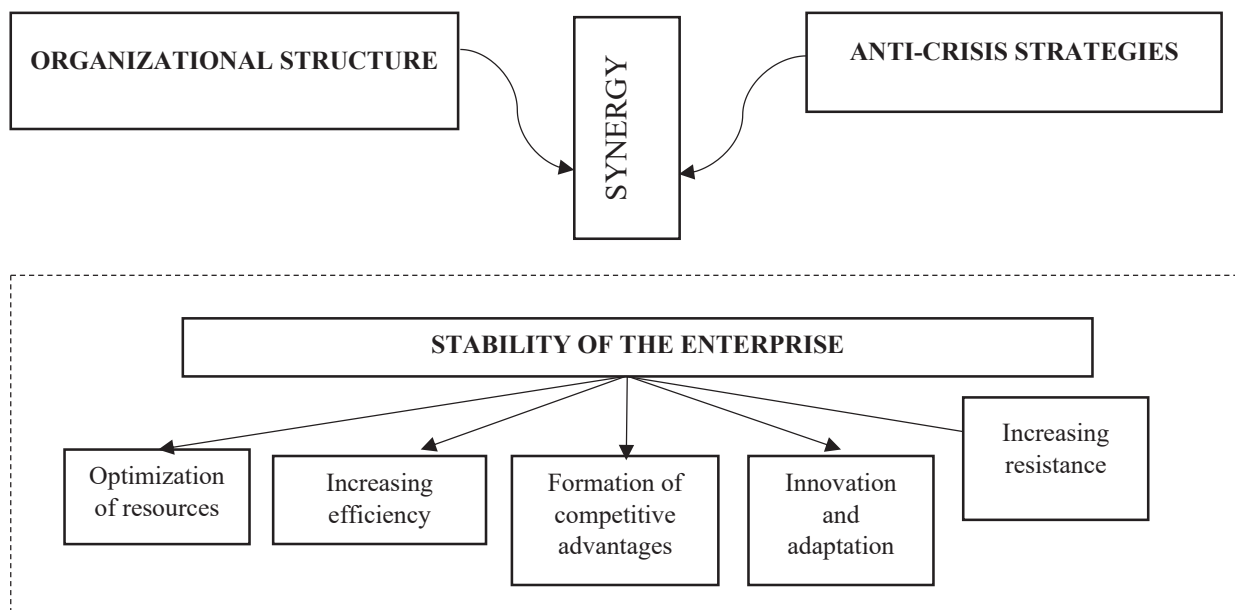 ORGANIZATIONAL STRUCTURE
SYNERGY
ANTI-CRISIS STRATEGIES
STABILITY OF THE ENTERPRISE
Optimization
of resources
Increasing
efficiency
Formation of
competitive
advantages
Innovation
and
adaptation
Increasing
resistance